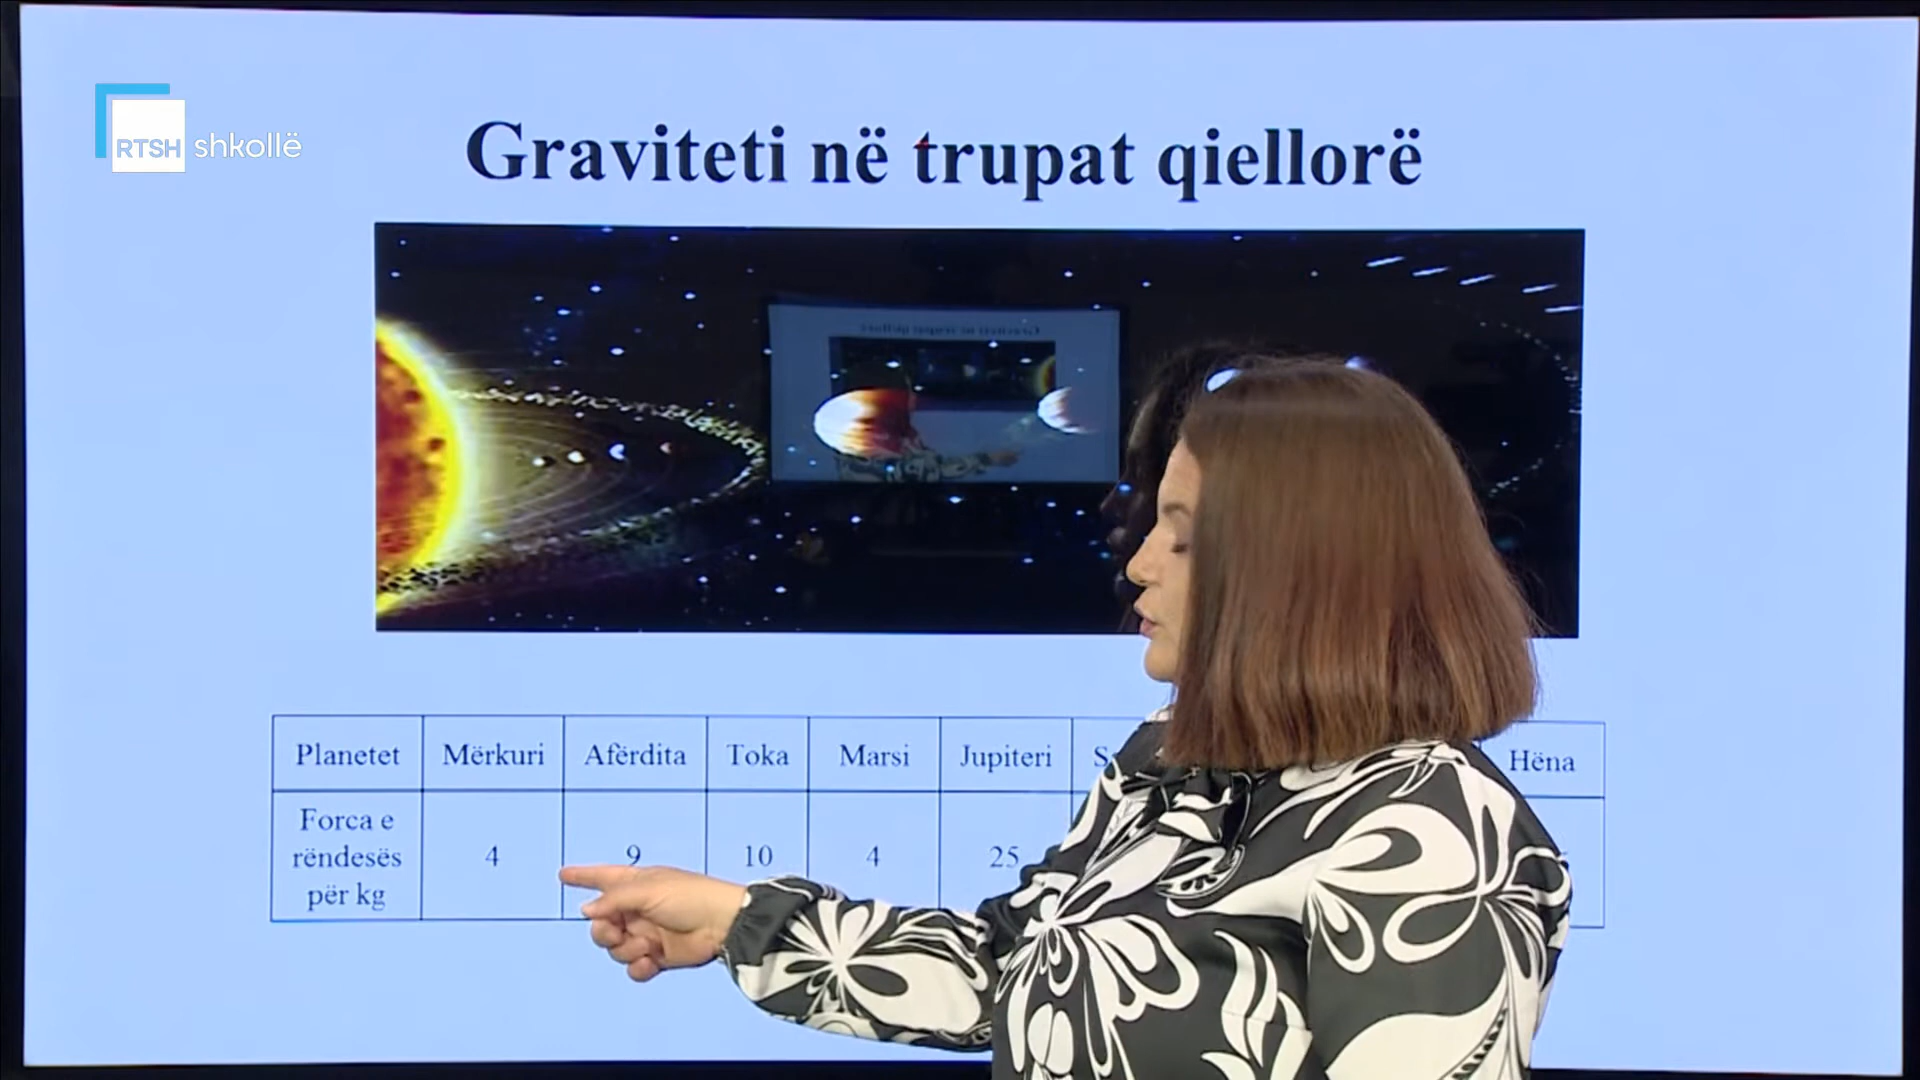 RTSH shkollë
Graviteti në trupat qiellorë
Planetet Mërkuri Afërdita Toka Marsi Jupiteri Hëna
Forca e
rëndesës
për kg
4 9 10 4 25